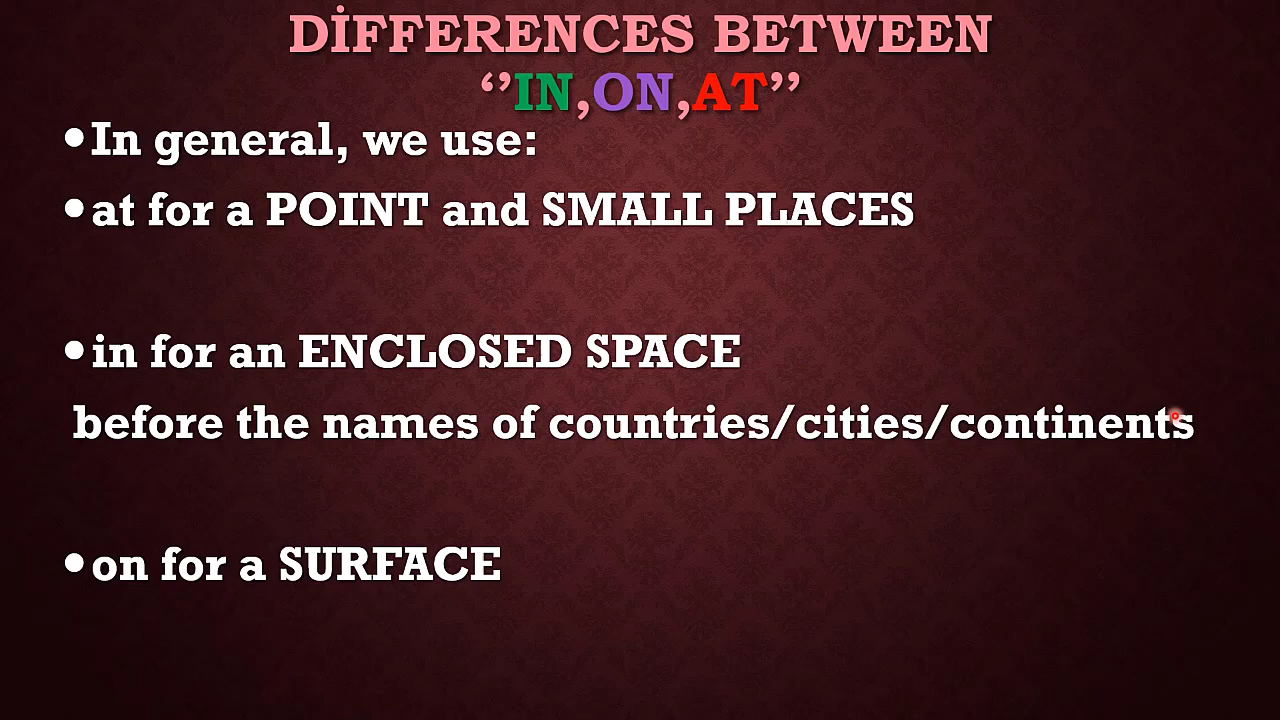 DİFFERENCES BETWEEN
‘’IN,ON,AT’’
•In general, we use:
•at for a POINT and SMALL PLACES
•in for an ENCLOSED SPACE
before the names of countries/cities/continents
•on for a SURFACE